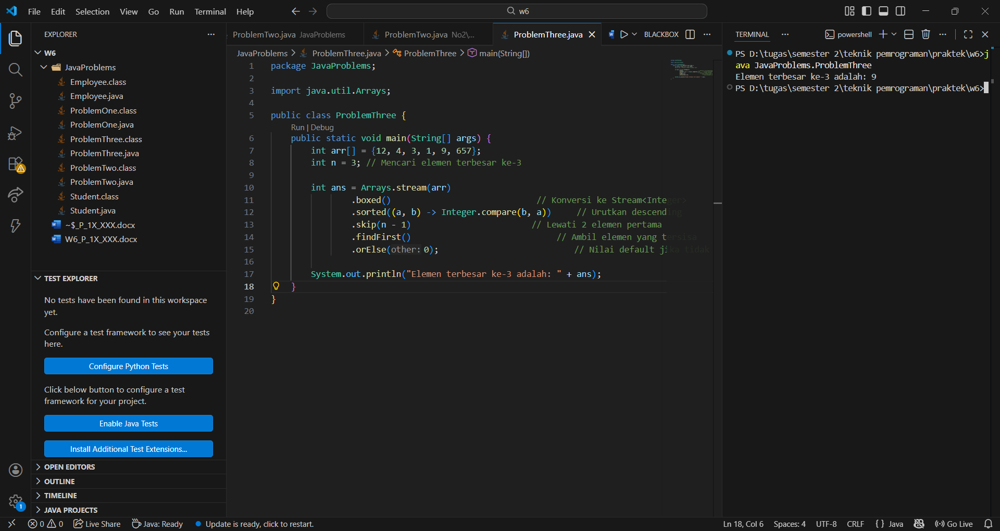 File Edit Selection View Go Run Terminal Help
w6
EXPLORER
W6
JavaProblems
Employee.class
Employee.java
ProblemOne.class
ProblemOne.java
ProblemThree.class
ProblemThree.java
ProblemTwo.class
ProblemTwo.java
Student.class
Student.java
~$_P_1X_XXX.docx
W6_P_1X_XXX.docx
TEST EXPLORER
No tests have been found in this workspace
yet.
Configure a test framework to see your tests
here.
Configure Python Tests
Click below button to configure a test
framework for your project.
Enable Java Tests
Install Additional Test Extensions...
OPEN EDITORS
OUTLINE
TIMELINE
JAVA PROJECTS
ProblemTwo.java JavaProblems
ProblemTwo.java No2\...
ProblemThree.java
BLACKBOX
JavaProblems > ProblemThree.java > ProblemThree > main(String[])
1 package JavaProblems;
2
3 import java.util.Arrays;
4
5 public class ProblemThree {
Run | Debug
6 public static void main(String[] args) {
7 int arr[] = {12, 4, 3, 1, 9, 657};
8 int n = 3; // Mencari elemen terbesar ke-3
9
10 int ans = Arrays.stream(arr)
11 .boxed() // Konversi ke Stream<Integer>
12 .sorted((a, b) -> Integer.compare(b, a)) // Urutkan descending
13 .skip(n - 1) // Lewati 2 elemen pertama
14 .findFirst() // Ambil elemen yang tersisa
15 .orElse(other: 0); // Nilai default jika tidak
16
17 System.out.println("Elemen terbesar ke-3 adalah: " + ans);
18 }
19 }
20
TERMINAL
powershell
PS D:\tugas\semester 2\teknik pemrograman\praktek\w6>j
ava JavaProblems.ProblemThree
Elemen terbesar ke-3 adalah: 9
PS D:\tugas\semester 2\teknik pemrograman\praktek\w6>
1
0 0 Live Share Java: Ready Update is ready, click to restart.
Ln 18, Col 6 Spaces: 4 UTF-8 CRLF {} Java Go Live